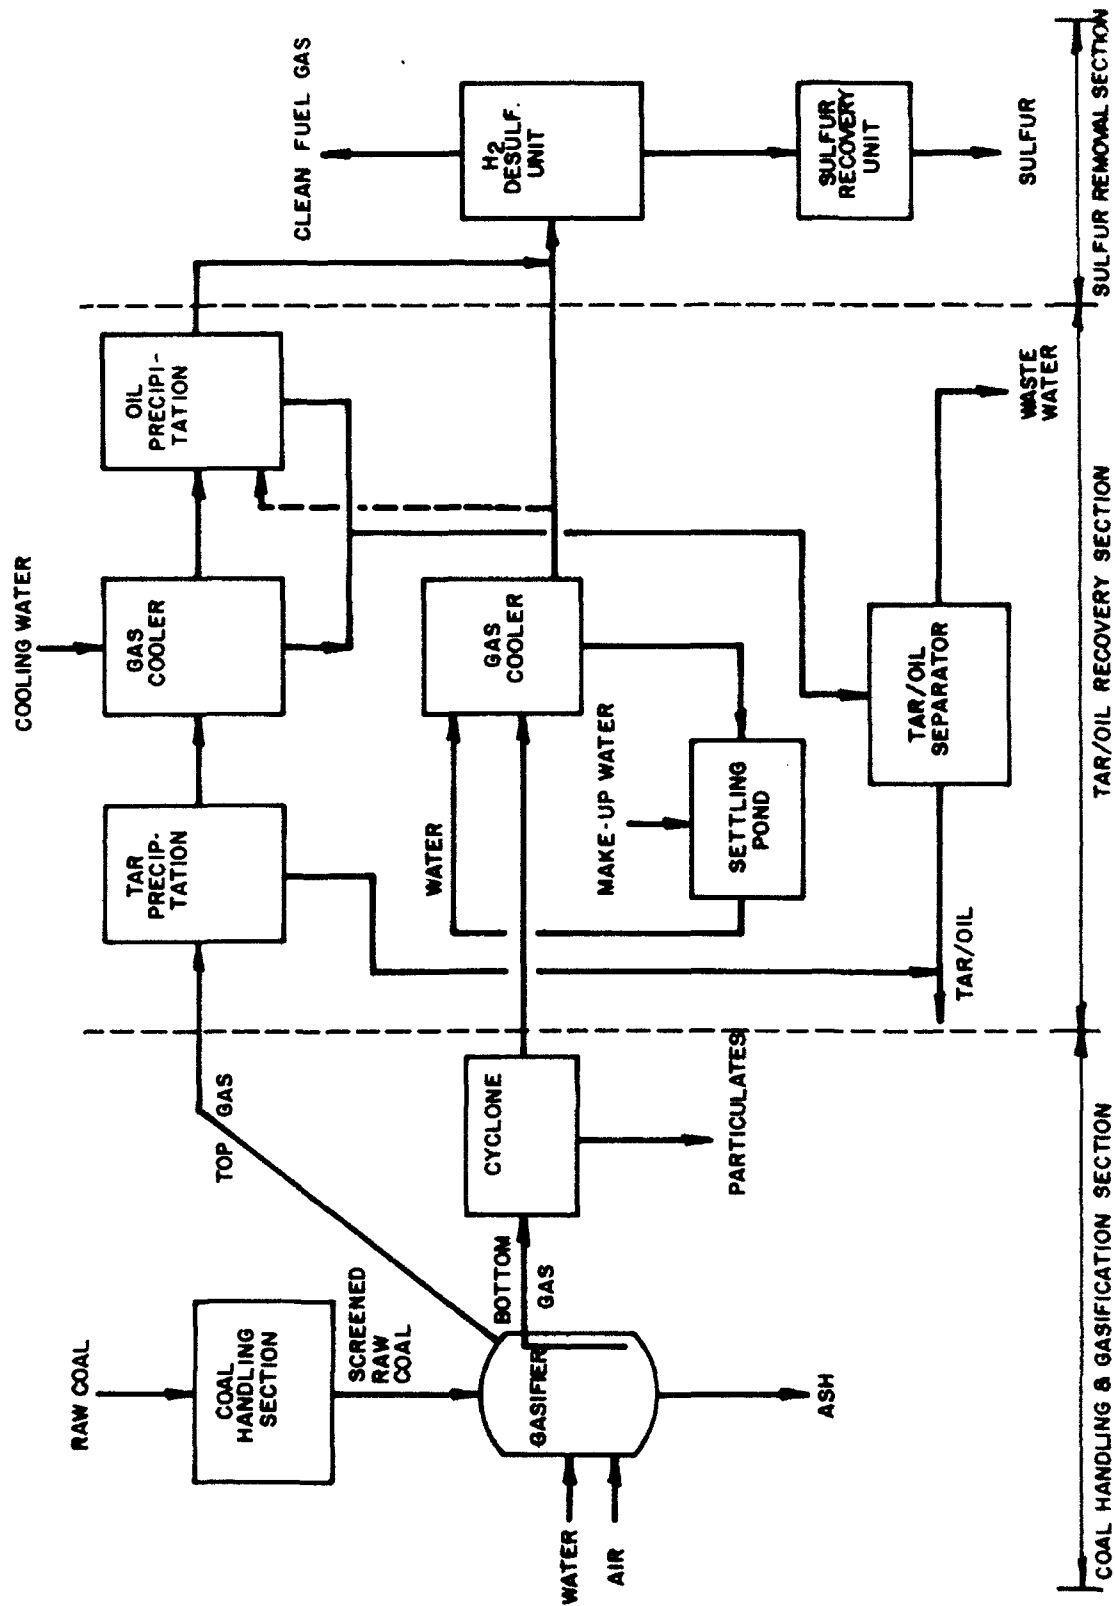 RAW COAL
COAL
HANDLING
SECTION
SCREENED
RAW
COAL
WATER
AIR
GASIFIER
ASH
TOP GAS
BOTTOM
GAS
CYCLONE
PARTICULATES
TAR
PRECIP-
TATION
COOLING WATER
GAS
COOLER
OIL
PRECIPI-
TATION
WATER
GAS
COOLER
MAKE-UP WATER
SETTLING
POND
TAR/OIL
SEPARATOR
TAR/OIL
WASTE
WATER
CLEAN FUEL GAS
H2
DESULF.
UNIT
SULFUR
RECOVERY
UNIT
SULFUR
COAL HANDLING & GASIFICATION SECTION
TAR/OIL RECOVERY SECTION
SULFUR REMOVAL SECTION